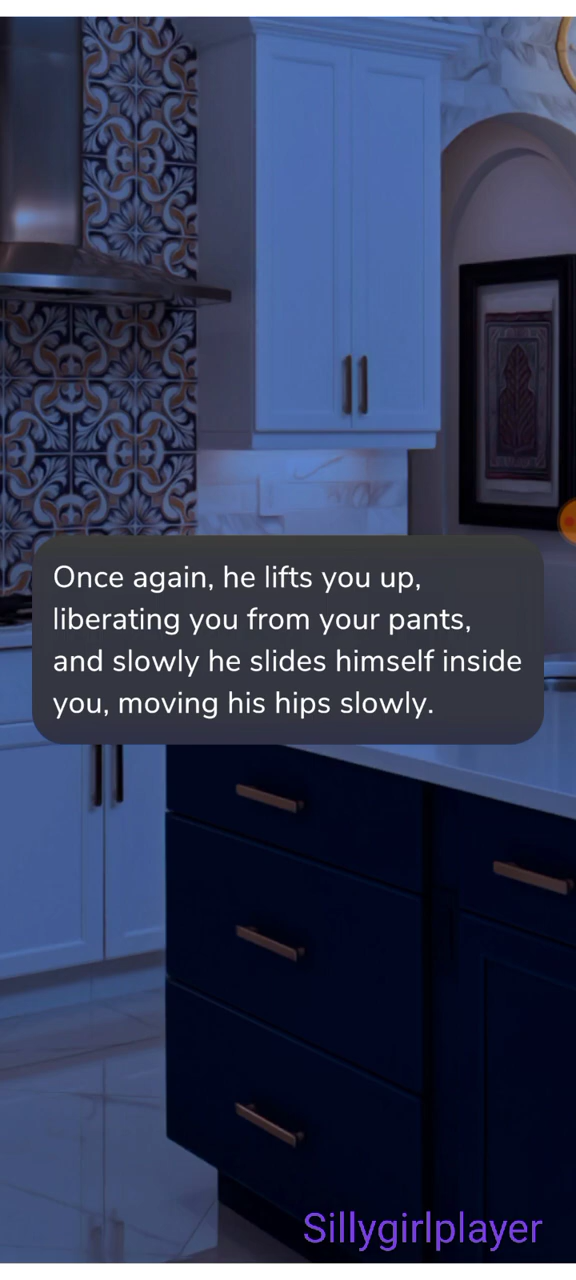 Once again, he lifts you up,
liberating you from your pants,
and slowly he slides himself inside
you, moving his hips slowly.
Sillygirlplayer